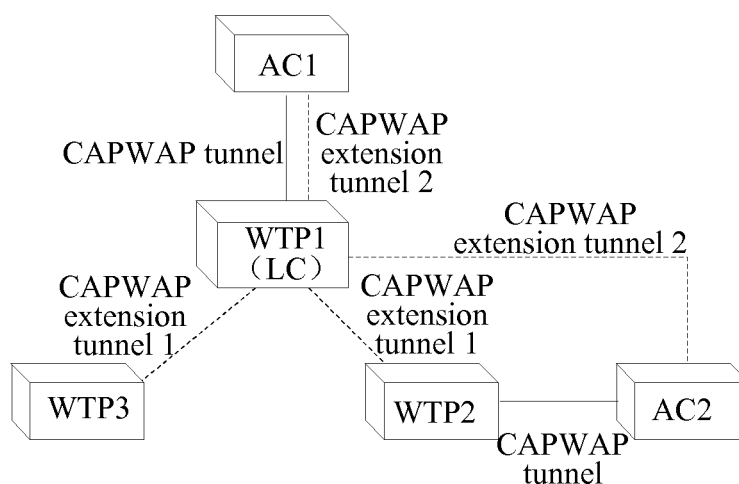 AC1
CAPWAP tunnel
CAPWAP
extension
tunnel 2
WTP1
（LC）
CAPWAP
extension tunnel 2
CAPWAP
extension
tunnel 1
CAPWAP
extension
tunnel 1
WTP3
WTP2
AC2
CAPWAP
tunnel